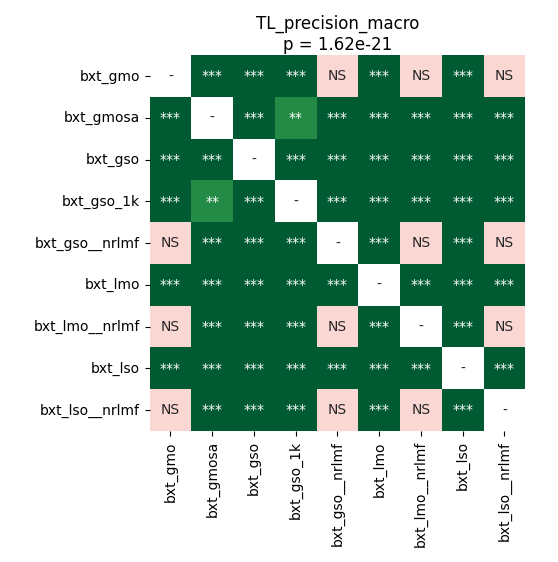 TL_precision_macro
p = 1.62e-21
bxt_gmo - *** *** *** NS *** NS *** NS
bxt_gmosa *** - *** ** *** *** *** *** ***
bxt_gso *** *** - *** *** *** *** *** ***
bxt_gso_1k *** ** *** - *** *** *** *** ***
bxt_gso__nrlmf NS *** *** *** - *** NS *** NS
bxt_lmo *** *** *** *** *** - *** *** ***
bxt_lmo__nrlmf NS *** *** *** NS *** - *** NS
bxt_lso *** *** *** *** *** *** *** - ***
bxt_lso__nrlmf NS *** *** *** NS *** NS *** -
bxt_gmo
bxt_gmosa
bxt_gso
bxt_gso_1k
bxt_gso__nrlmf
bxt_lmo
bxt_lmo__nrlmf
bxt_lso
bxt_lso__nrlmf